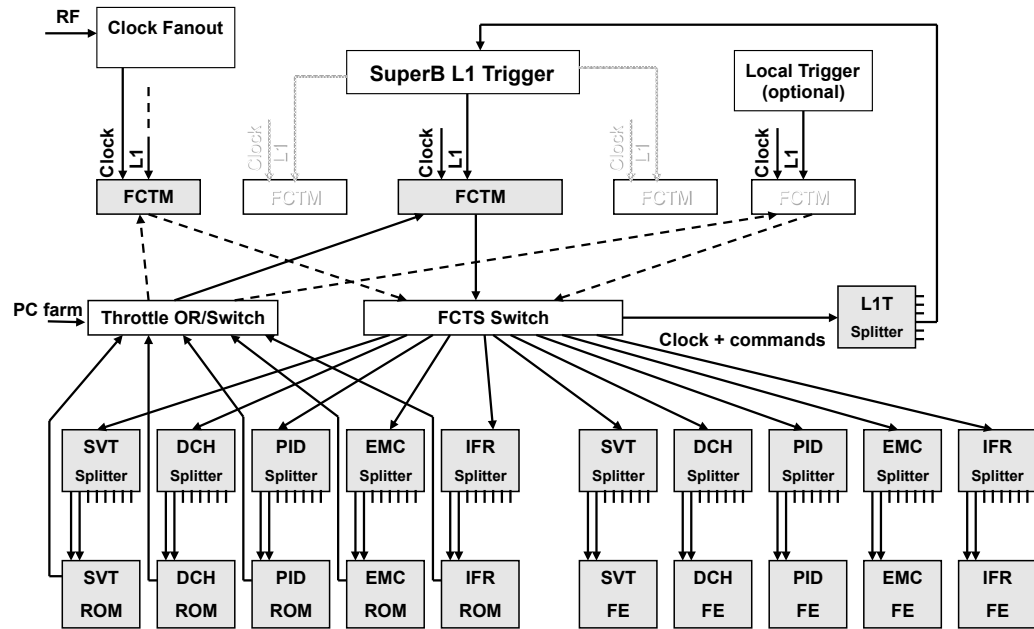 RF
Clock Fanout
SuperB L1 Trigger
Local Trigger
(optional)
Clock
L1
Clock
L1
Clock
L1
Clock
L1
Clock
L1
FCTM
FCTM
FCTM
FCTM
FCTM
PC farm
Throttle OR/Switch
FCTS Switch
Clock + commands
L1T
Splitter
SVT
Splitter
DCH
Splitter
PID
Splitter
EMC
Splitter
IFR
Splitter
SVT
Splitter
DCH
Splitter
PID
Splitter
EMC
Splitter
IFR
Splitter
SVT
ROM
DCH
ROM
PID
ROM
EMC
ROM
IFR
ROM
SVT
FE
DCH
FE
PID
FE
EMC
FE
IFR
FE